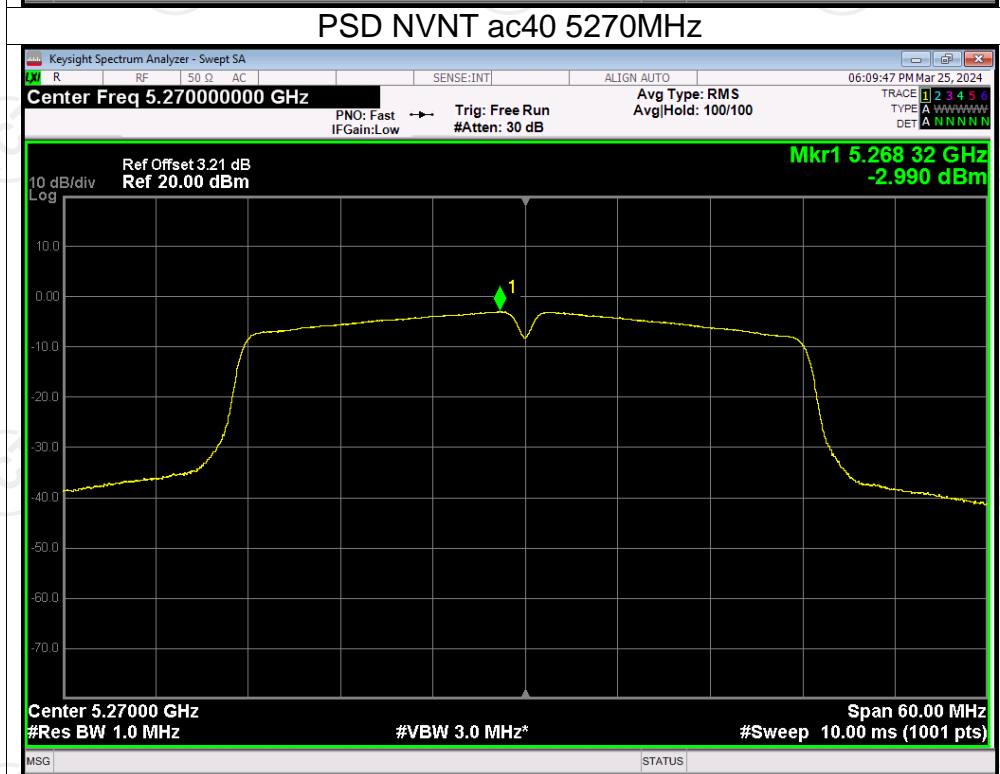 PSD NVNT ac40 5270MHz
Keysight Spectrum Analyzer - Swept SA
LXI R RF 50 Ω AC SENSE:INT ALIGN AUTO 06:09:47 PM Mar 25, 2024
Center Freq 5.270000000 GHz Avg Type: RMS TRACE 1 2 3 4 5 6
PNO: Fast Trig: Free Run Avg|Hold: 100/100 TYPE A WWWWW
IFGain:Low #Atten: 30 dB DET A N N N N N
Ref Offset 3.21 dB Mkr1 5.268 32 GHz
10 dB/div Ref 20.00 dBm -2.990 dBm
Log
10.0
1
0.00
-10.0
-20.0
-30.0
-40.0
-50.0
-60.0
-70.0
Center 5.27000 GHz Span 60.00 MHz
#Res BW 1.0 MHz #VBW 3.0 MHz* #Sweep 10.00 ms (1001 pts)
MSG STATUS